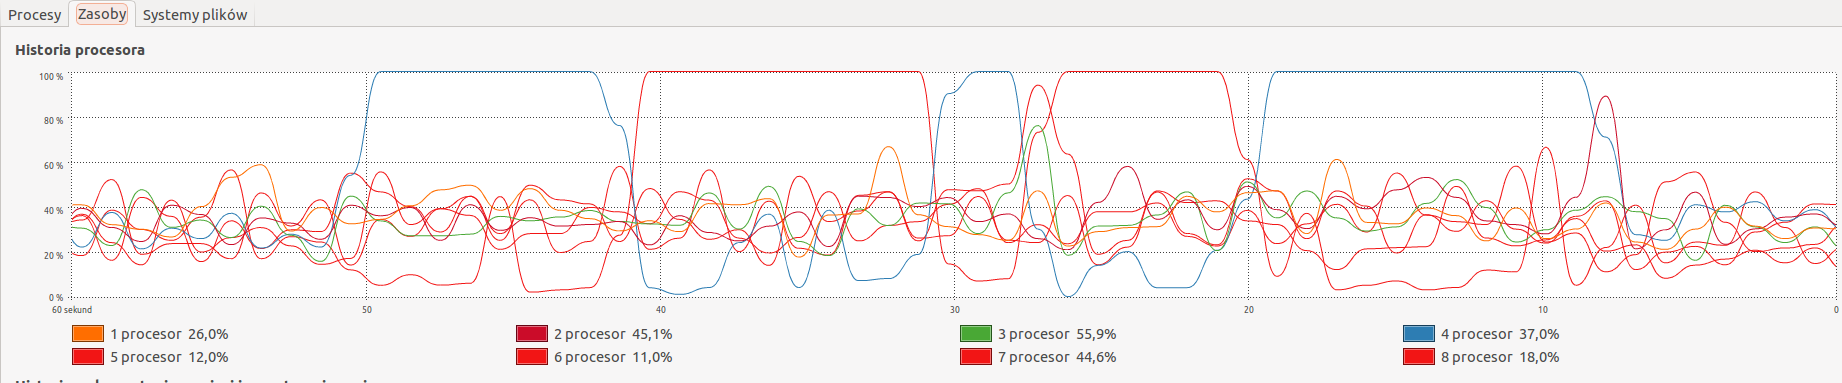 Procesy Zasoby Systemy plików
Historia procesora
100 %
80 %
60 %
40 %
20 %
0 %
60 sekund 50 40 30 20 10 0
1 procesor 26,0% 2 procesor 45,1% 3 procesor 55,9% 4 procesor 37,0%
5 procesor 12,0% 6 procesor 11,0% 7 procesor 44,6% 8 procesor 18,0%